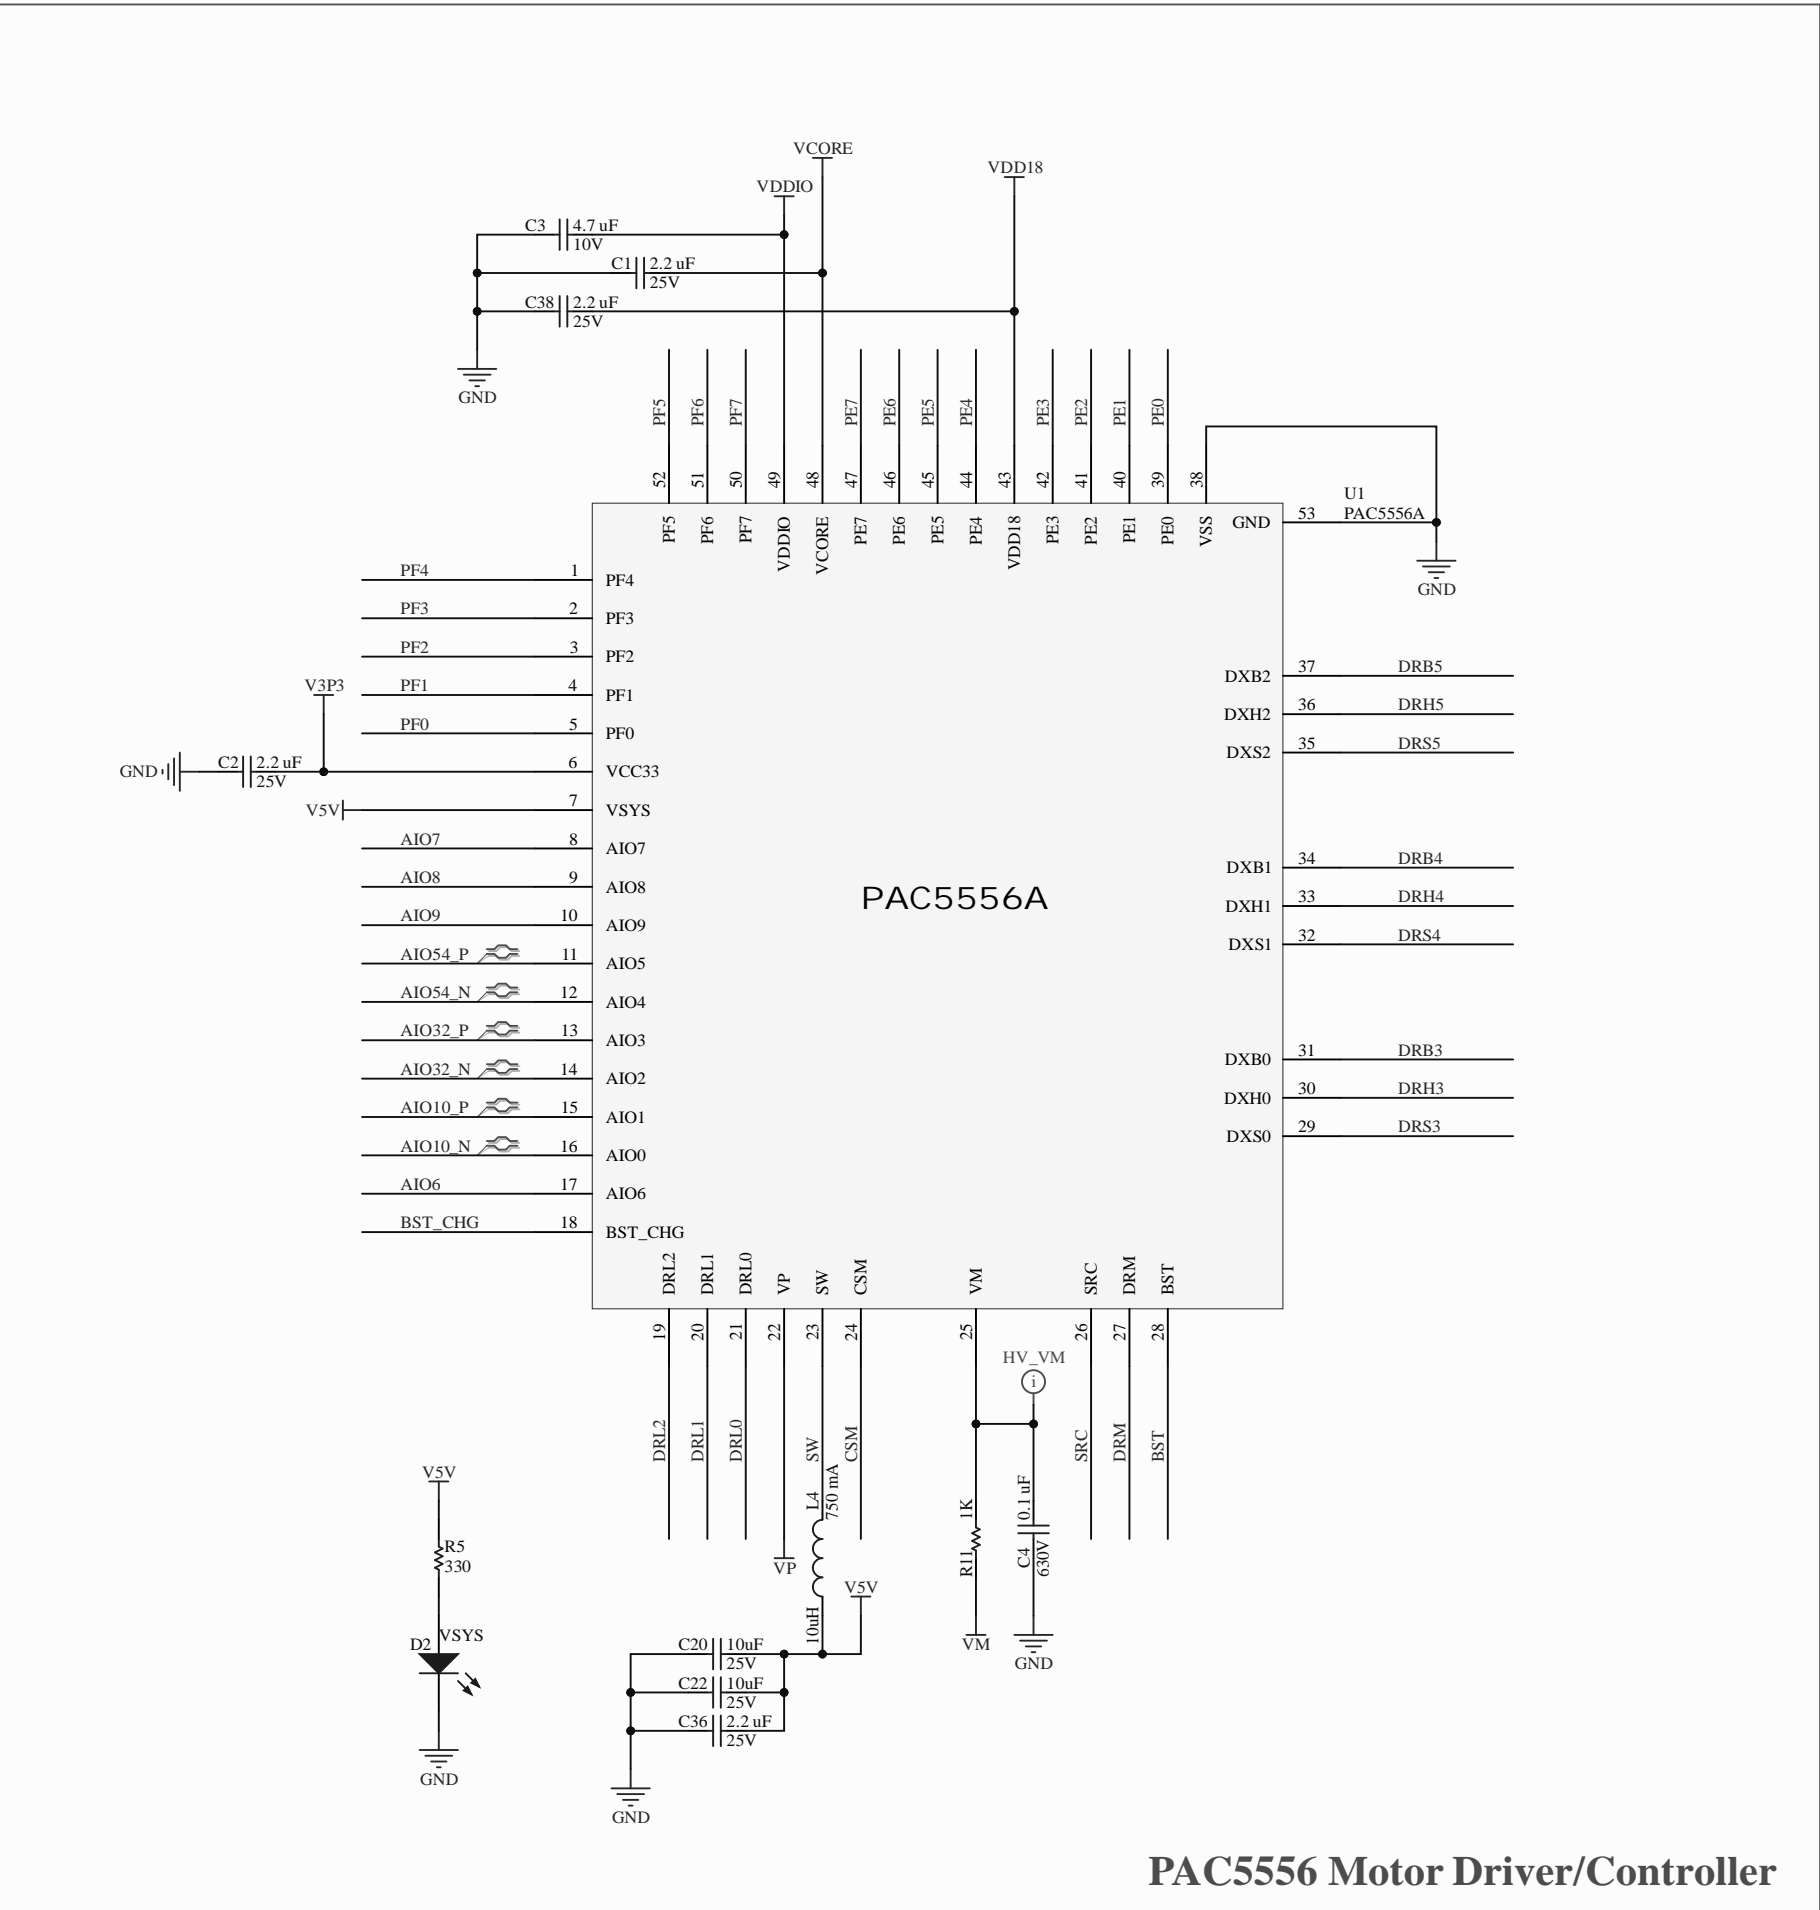 VCORE
VDD18
VDDIO
C3 4.7 uF
10V
C1 2.2 uF
25V
C38 2.2 uF
25V
GND
PF5 PF6 PF7 PE7 PE6 PE5 PE4 PE3 PE2 PE1 PE0
52 51 50 49 48 47 46 45 44 43 42 41 40 39 38
PF5 PF6 PF7 VDDIO VCORE PE7 PE6 PE5 PE4 VDD18 PE3 PE2 PE1 PE0 VSS
U1
GND 53 PAC5556A
GND
PF4 1 PF4
PF3 2 PF3
PF2 3 PF2
V3P3
PF1 4 PF1
PF0 5 PF0
GND C2 2.2 uF
25V
6 VCC33
V5V 7 VSYS
AIO7 8 AIO7
AIO8 9 AIO8
AIO9 10 AIO9
AIO54_P 11 AIO5
AIO54_N 12 AIO4
AIO32_P 13 AIO3
AIO32_N 14 AIO2
AIO10_P 15 AIO1
AIO10_N 16 AIO0
AIO6 17 AIO6
BST_CHG 18 BST_CHG
PAC5556A
DXB2 37 DRB5
DXH2 36 DRH5
DXS2 35 DRS5
DXB1 34 DRB4
DXH1 33 DRH4
DXS1 32 DRS4
DXB0 31 DRB3
DXH0 30 DRH3
DXS0 29 DRS3
DRL2 DRL1 DRL0 VP SW CSM VM SRC DRM BST
19 20 21 22 23 24 25 26 27 28
HV_VM
i
DRL2 DRL1 DRL0 SW CSM SRC DRM BST
L4
750 mA
10uH
VP
V5V
R11 1K
VM
C4 0.1 uF
630V
GND
V5V
R5
330
VSYS
D2
GND
C20 10uF
25V
C22 10uF
25V
C36 2.2 uF
25V
GND
PAC5556 Motor Driver/Controller